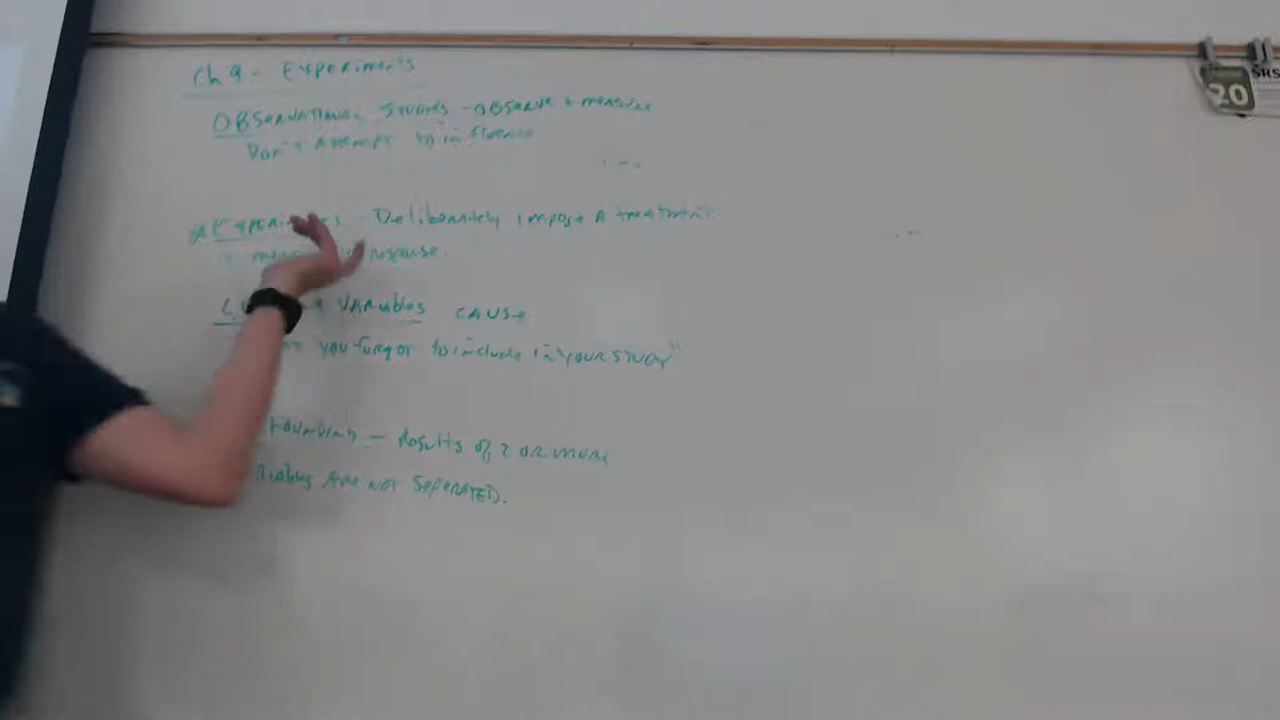 Ch 9 - Experiments
OBSERVATIONAL STUDIES - OBSERVE + MEASURE
Don't Attempt to influence
Deliberately impose A treatment
response.
VARIABLES CAUSE
you forgot to include in your STUDY"
- Results of 2 OR MORE
ARE NOT SEPERATED.
20
SRS